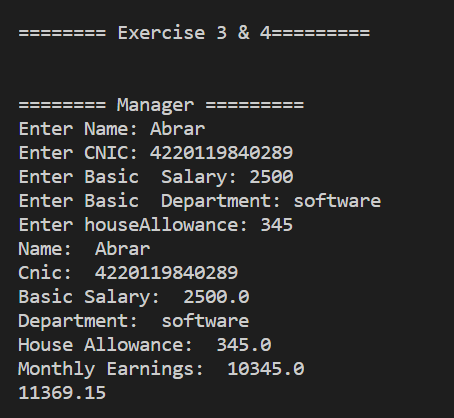 ======== Exercise 3 & 4=========
======== Manager =========
Enter Name: Abrar
Enter CNIC: 4220119840289
Enter Basic  Salary: 2500
Enter Basic  Department: software
Enter houseAllowance: 345
Name:  Abrar
Cnic:  4220119840289
Basic Salary:  2500.0
Department:  software
House Allowance:  345.0
Monthly Earnings:  10345.0
11369.15